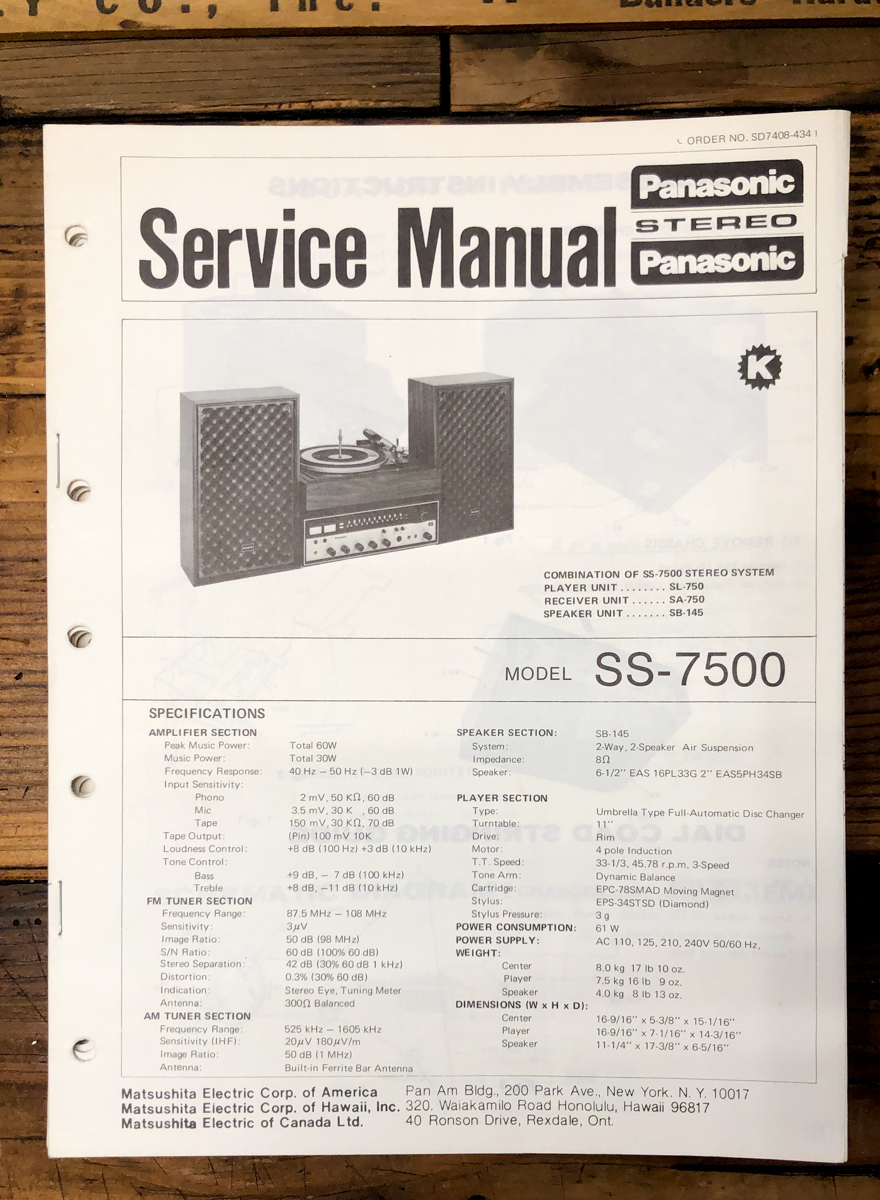 Co., Inc.
ORDER NO. SD7408-434
Service Manual
Panasonic
STEREO
Panasonic
K
COMBINATION OF SS-7500 STEREO SYSTEM
PLAYER UNIT ........ SL-750
RECEIVER UNIT ...... SA-750
SPEAKER UNIT ....... SB-145
MODEL SS-7500
SPECIFICATIONS
AMPLIFIER SECTION
Peak Music Power: Total 60W
Music Power: Total 30W
Frequency Response: 40 Hz – 50 Hz (–3 dB 1W)
Input Sensitivity:
Phono 2 mV, 50 KΩ, 60 dB
Mic 3.5 mV, 30 K , 60 dB
Tape 150 mV, 30 KΩ, 70 dB
Tape Output: (Pin) 100 mV 10K
Loudness Control: +8 dB (100 Hz) +3 dB (10 kHz)
Tone Control:
Bass +9 dB, – 7 dB (100 kHz)
Treble +8 dB, –11 dB (10 kHz)
FM TUNER SECTION
Frequency Range: 87.5 MHz – 108 MHz
Sensitivity: 3μV
Image Ratio: 50 dB (98 MHz)
S/N Ratio: 60 dB (100% 60 dB)
Stereo Separation: 42 dB (30% 60 dB 1 kHz)
Distortion: 0.3% (30% 60 dB)
Indication: Stereo Eye, Tuning Meter
Antenna: 300Ω Balanced
AM TUNER SECTION
Frequency Range: 525 kHz – 1605 kHz
Sensitivity (IHF): 20μV 180μV/m
Image Ratio: 50 dB (1 MHz)
Antenna: Built-in Ferrite Bar Antenna
SPEAKER SECTION: SB-145
System: 2-Way, 2-Speaker Air Suspension
Impedance: 8Ω
Speaker: 6-1/2" EAS 16PL33G 2" EAS5PH34SB
PLAYER SECTION
Type: Umbrella Type Full-Automatic Disc Changer
Turntable: 11"
Drive: Rim
Motor: 4 pole Induction
T.T. Speed: 33-1/3, 45.78 r.p.m. 3-Speed
Tone Arm: Dynamic Balance
Cartridge: EPC-78SMAD Moving Magnet
Stylus: EPS-34STSD (Diamond)
Stylus Pressure: 3 g
POWER CONSUMPTION: 61 W
POWER SUPPLY: AC 110, 125, 210, 240V 50/60 Hz,
WEIGHT:
Center 8.0 kg 17 lb 10 oz.
Player 7.5 kg 16 lb 9 oz.
Speaker 4.0 kg 8 lb 13 oz.
DIMENSIONS (W x H x D):
Center 16-9/16" x 5-3/8" x 15-1/16"
Player 16-9/16" x 7-1/16" x 14-3/16"
Speaker 11-1/4" x 17-3/8" x 6-5/16"
Matsushita Electric Corp. of America Pan Am Bldg., 200 Park Ave., New York. N. Y. 10017
Matsushita Electric Corp. of Hawaii, Inc. 320. Waiakamilo Road Honolulu, Hawaii 96817
Matsushita Electric of Canada Ltd. 40 Ronson Drive, Rexdale, Ont.